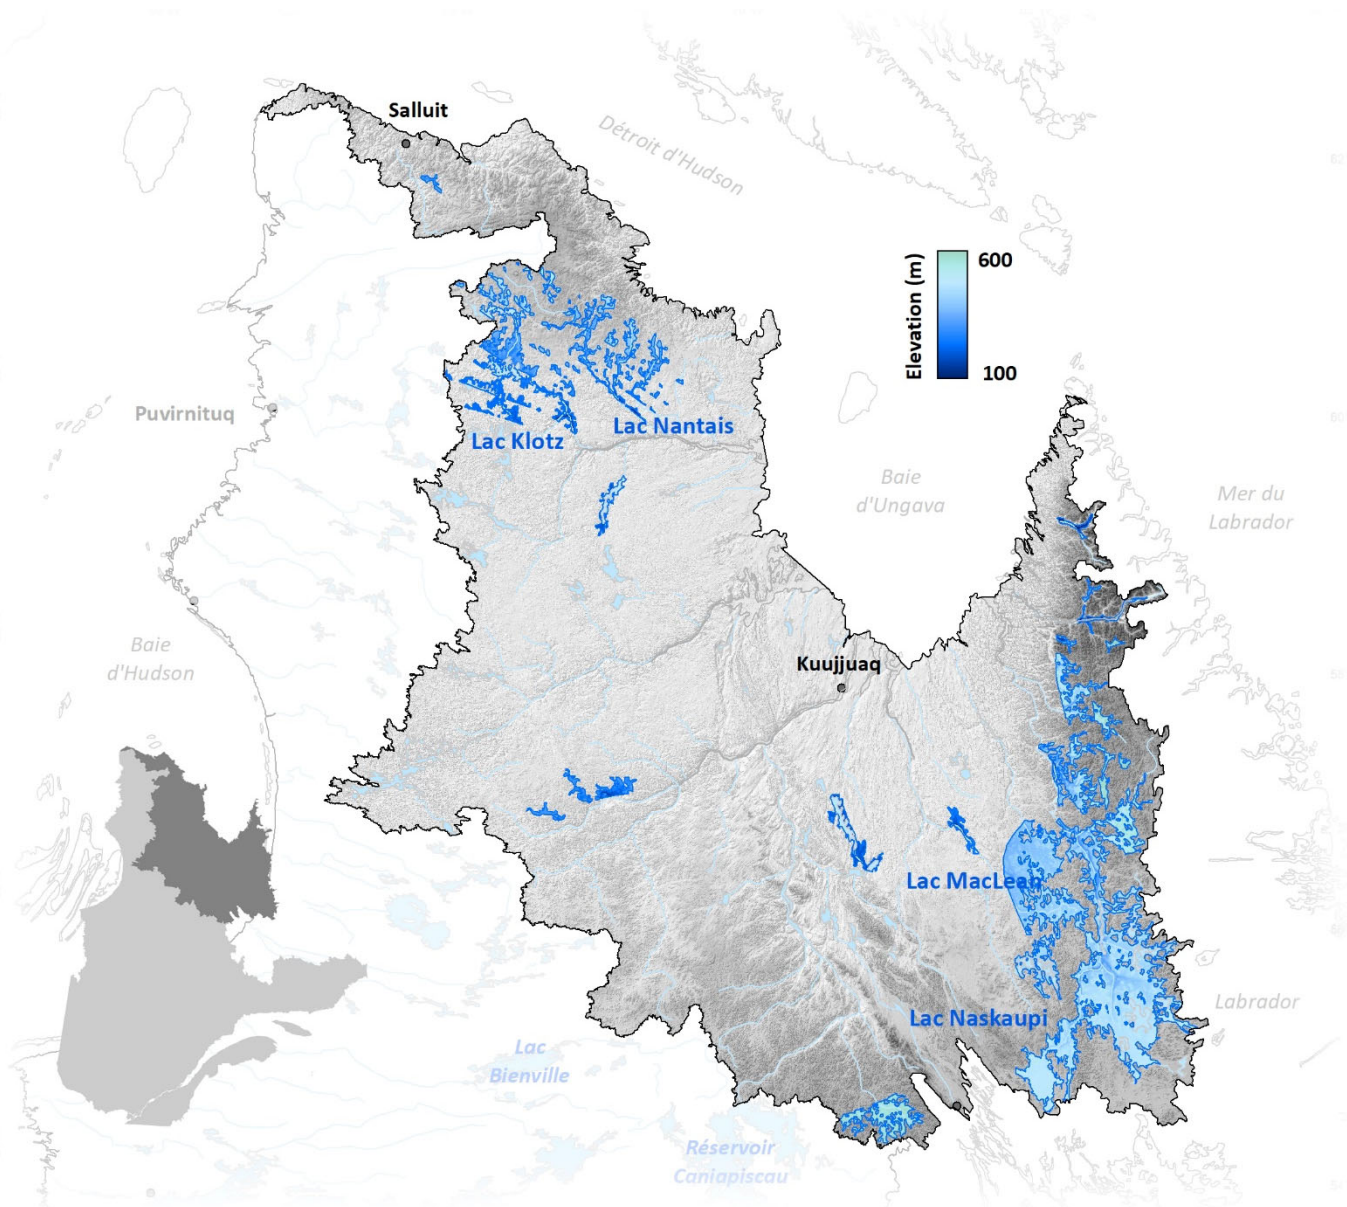 Salluit
Détroit d'Hudson
Elevation (m)
600
100
Puvirnituq
Lac Klotz
Lac Nantais
Baie
d'Ungava
Mer du
Labrador
Baie
d'Hudson
Kuujjuaq
Lac MacLean
Lac Naskaupi
Labrador
Lac
Bienville
Réservoir
Caniapiscau